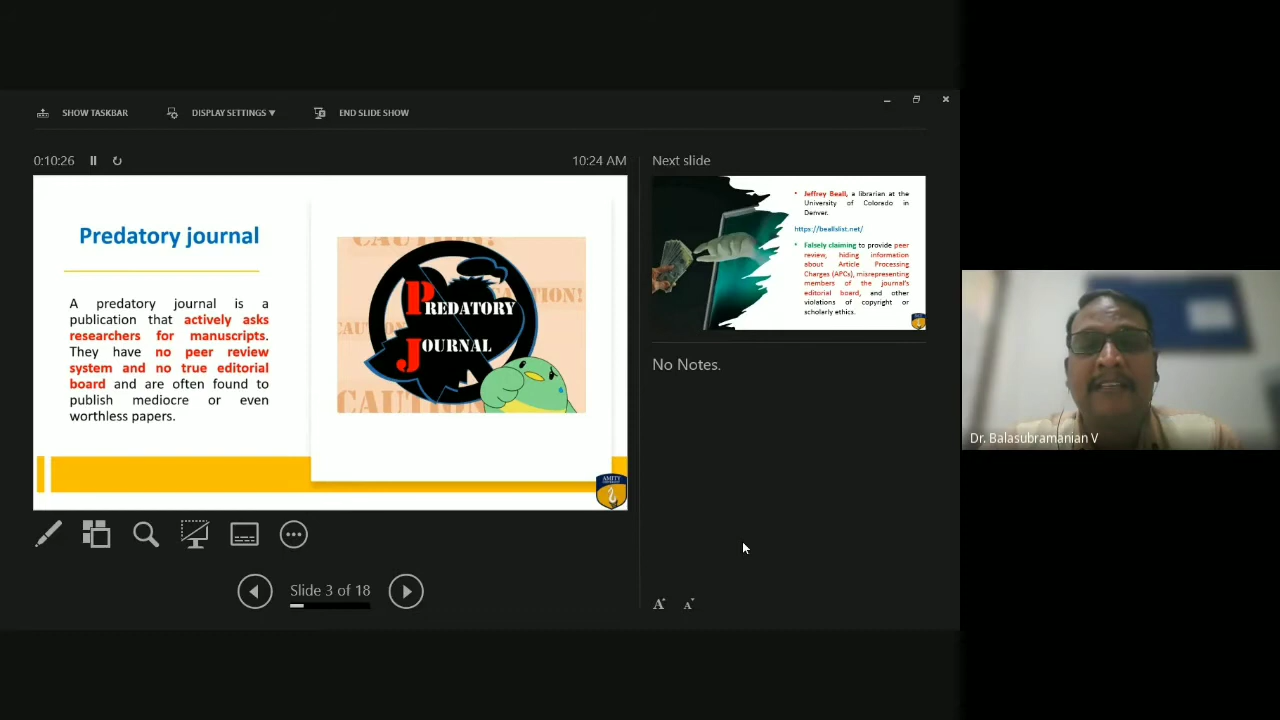 SHOW TASKBAR
DISPLAY SETTINGS ▼
END SLIDE SHOW
0:10:26
10:24 AM
Predatory journal
A predatory journal is a
publication that actively asks
researchers for manuscripts.
They have no peer review
system and no true editorial
board and are often found to
publish mediocre or even
worthless papers.
CAUTION!
CAUTION!
CAUTION!
PREDATORY
JOURNAL
CAUTION!
AMITY
Slide 3 of 18
Next slide
• Jeffrey Beall, a librarian at the
University of Colorado in
Denver.
https://beallslist.net/
• Falsely claiming to provide peer
review, hiding information
about Article Processing
Charges (APCs), misrepresenting
members of the journal's
editorial board, and other
violations of copyright or
scholarly ethics.
No Notes.
A A
Dr. Balasubramanian V